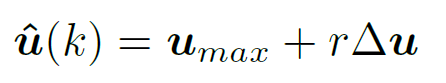 û(k) = u_max + rΔu